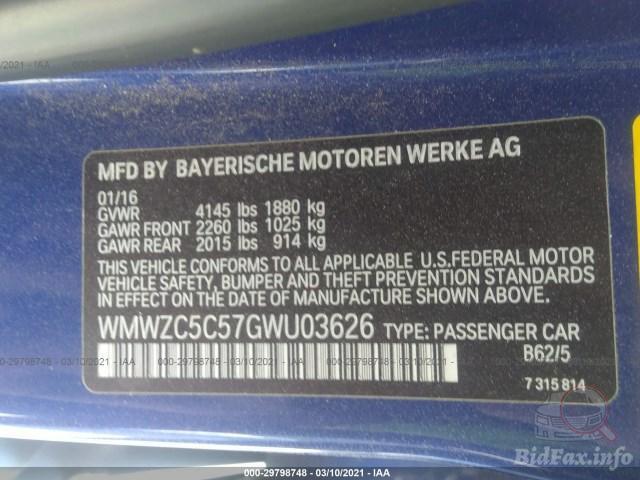 MFD BY BAYERISCHE MOTOREN WERKE AG
01/16
GVWR 4145 lbs 1880 kg
GAWR FRONT 2260 lbs 1025 kg
GAWR REAR 2015 lbs 914 kg
THIS VEHICLE CONFORMS TO ALL APPLICABLE U.S.FEDERAL MOTOR
VEHICLE SAFETY, BUMPER AND THEFT PREVENTION STANDARDS
IN EFFECT ON THE DATE OF MANUFACTURE SHOWN ABOVE.
WMWZC5C57GWU03626 TYPE: PASSENGER CAR
B62/5
7 315 814
BidFax.info
000-29798748 - 03/10/2021 - IAA